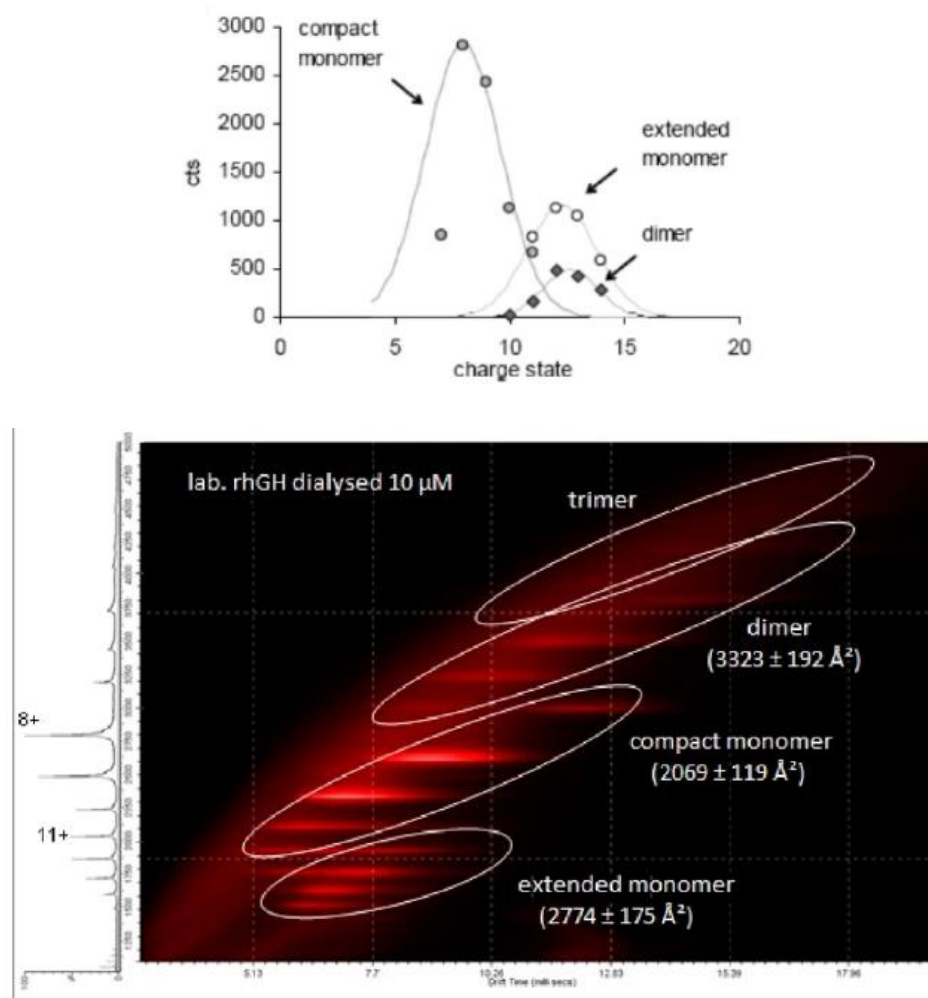 3000
compact
monomer
2500
2000
extended
monomer
cts
1500
1000
dimer
500
0
0 5 10 15 20
charge state
lab. rhGH dialysed 10 µM
trimer
dimer
(3323 ± 192 Å²)
8+
compact monomer
(2069 ± 119 Å²)
11+
extended monomer
(2774 ± 175 Å²)
5.13 7.7 10.26 12.83 15.39 17.96
Drift Time (milli secs)